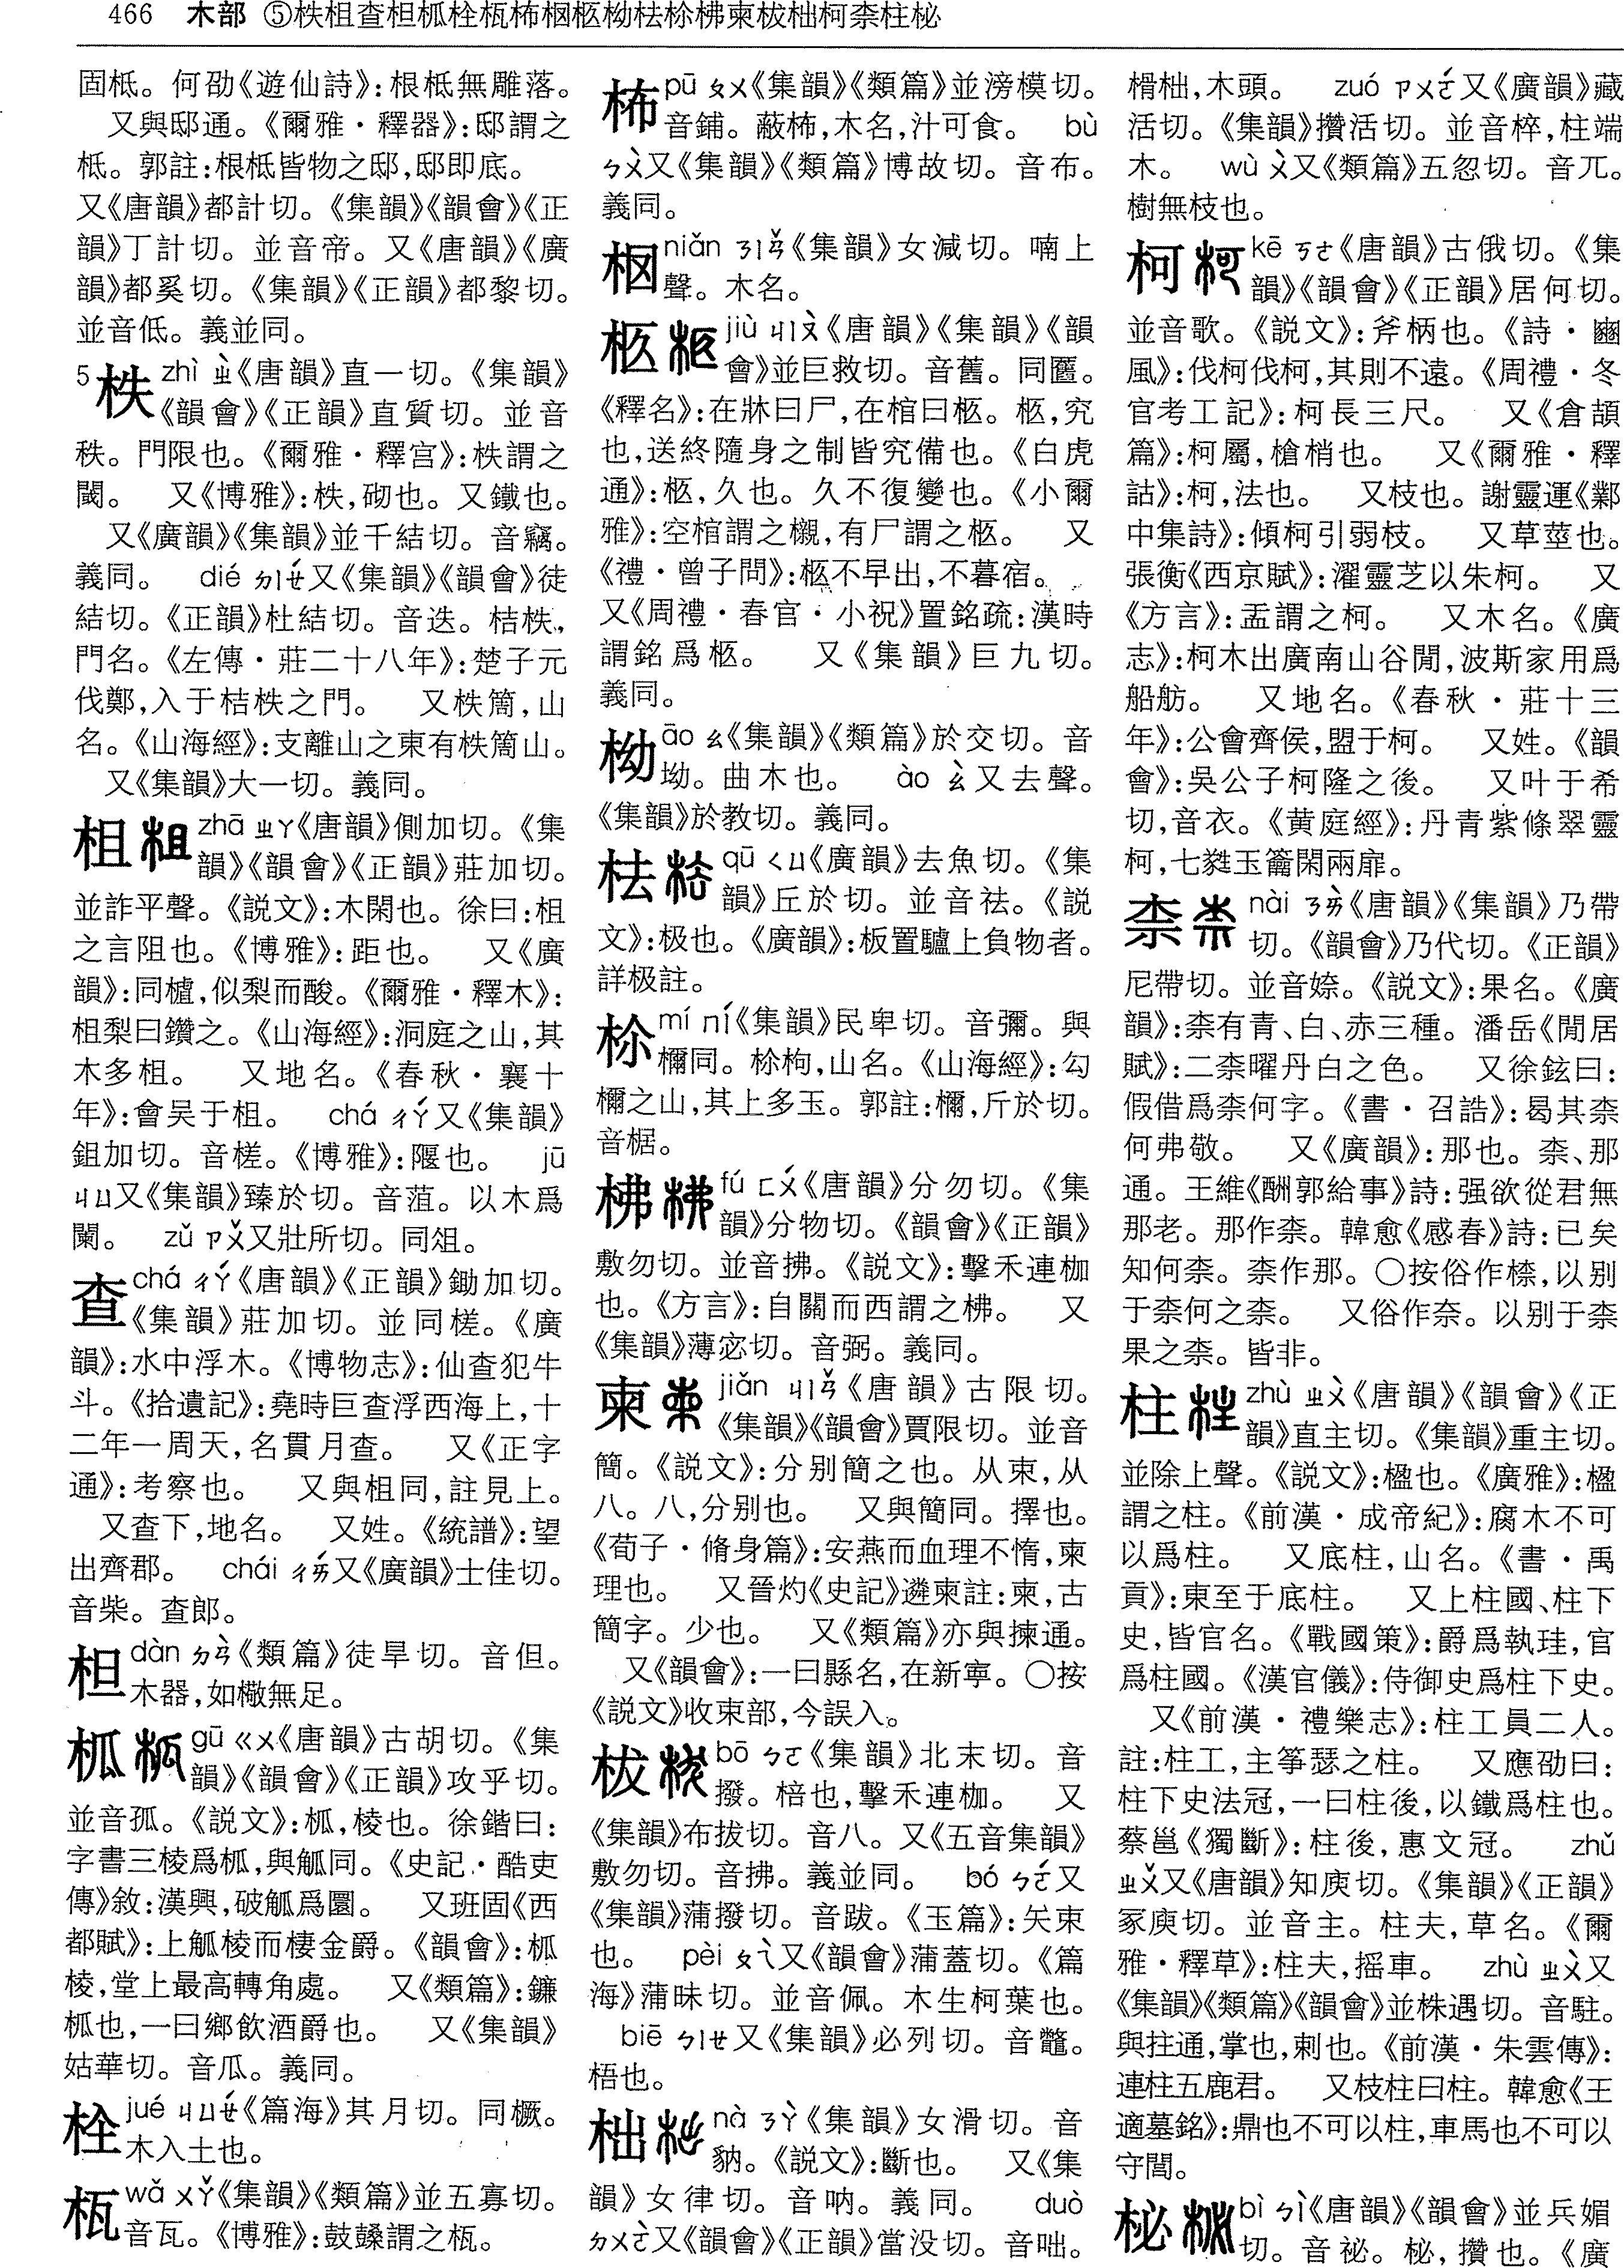 466 木部 ⑤柣柤查柦柧栓㧚柨棞柩柪柭柡柫柬柭柮柯柰柱柲
固柢。何劭《遊仙詩》:根柢無雕落。
又與邸通。《爾雅·釋器》:邸謂之
柢。郭註:根柢皆物之邸,邸即底。
又《唐韻》都計切。《集韻》《韻會》《正
韻》丁計切。並音帝。又《唐韻》《廣
韻》都奚切。《集韻》《正韻》都黎切。
並音低。義並同。
5 柣 zhì ㄓˋ《唐韻》直一切。《集韻》
《韻會》《正韻》直質切。並音
秩。門限也。《爾雅·釋宫》:柣謂之
閾。 又《博雅》:柣,砌也。又鐵也。
又《廣韻》《集韻》並千結切。音竊。
義同。 dié ㄉㄧㄝˊ又《集韻》《韻會》徒
結切。《正韻》杜結切。音迭。桔柣,
門名。《左傳·莊二十八年》:楚子元
伐鄭,入于桔柣之門。 又柣簡,山
名。《山海經》:支離山之東有柣簡山。
又《集韻》大一切。義同。
柤 zhā ㄓㄚ《唐韻》側加切。《集
韻》《韻會》《正韻》莊加切。
並詐平聲。《説文》:木閑也。徐曰:柤
之言阻也。《博雅》:距也。 又《廣
韻》:同樝,似梨而酸。《爾雅·釋木》:
柤梨曰鑽之。《山海經》:洞庭之山,其
木多柤。 又地名。《春秋·襄十
年》:會吴于柤。 chá ㄔㄚˊ又《集韻》
鉏加切。音槎。《博雅》:隁也。 jū
ㄐㄩ又《集韻》臻於切。音菹。以木爲
闌。 zǔ ㄗㄨˇ又壯所切。同俎。
查 chá ㄔㄚˊ《唐韻》《正韻》鋤加切。
《集韻》莊加切。並同槎。《廣
韻》:水中浮木。《博物志》:仙查犯牛
斗。《拾遺記》:堯時巨查浮西海上,十
二年一周天,名貫月查。 又《正字
通》:考察也。 又與柤同,註見上。
又查下,地名。 又姓。《統譜》:望
出齊郡。 chái ㄔㄞˊ又《廣韻》士佳切。
音柴。查郎。
柦 dàn ㄉㄢˋ《類篇》徒旱切。音但。
木器,如橄無足。
柧 gū ㄍㄨ《唐韻》古胡切。《集
韻》《韻會》《正韻》攻乎切。
並音孤。《説文》:柧,棱也。徐鍇曰:
字書三棱爲柧,與觚同。《史記·酷吏
傳》敘:漢興,破觚爲圜。 又班固《西
都賦》:上觚棱而棲金爵。《韻會》:柧
棱,堂上最高轉角處。 又《類篇》:鐮
柧也,一曰鄉飲酒爵也。 又《集韻》
姑華切。音瓜。義同。
jué ㄐㄩㄝˊ《篇海》其月切。同橛。
木入土也。
wǎ ㄨㄚˇ《集韻》《類篇》並五寡切。
音瓦。《博雅》:鼓鼜謂之
柨 pū ㄆㄨ《集韻》《類篇》並滂模切。
音鋪。蔽柨,木名,汁可食。 bù
ㄅㄨˋ又《集韻》《類篇》博故切。音布。
義同。
niǎn ㄋㄧㄢˇ《集韻》女減切。喃上
聲。木名。
柩 jiù ㄐㄧㄡˋ《唐韻》《集韻》《韻
會》並巨救切。音舊。同匶。
《釋名》:在牀曰尸,在棺曰柩。柩,究
也,送終隨身之制皆究備也。《白虎
通》:柩,久也。久不復變也。《小爾
雅》:空棺謂之櫬,有尸謂之柩。 又
《禮·曾子問》:柩不早出,不暮宿。
又《周禮·春官·小祝》置銘疏:漢時
謂銘爲柩。 又《集韻》巨九切。
義同。
柪 āo ㄠ《集韻》《類篇》於交切。音
坳。曲木也。 ào ㄠˋ又去聲。
《集韻》於教切。義同。
qū ㄑㄩ《廣韻》去魚切。《集
韻》丘於切。並音祛。《説
文》:极也。《廣韻》:板置驢上負物者。
詳极註。
mí ㄇㄧˊ《集韻》民卑切。音彌。與
檷同。栐枸,山名。《山海經》:勾
檷之山,其上多玉。郭註:檷,斤於切。
音椐。
柫 fú ㄈㄨˊ《唐韻》分勿切。《集
韻》分物切。《韻會》《正韻》
敷勿切。並音拂。《説文》:擊禾連枷
也。《方言》:自關而西謂之柫。 又
《集韻》薄宓切。音弼。義同。
柬 jiǎn ㄐㄧㄢˇ《唐韻》古限切。
《集韻》《韻會》賈限切。並音
簡。《説文》:分别簡之也。从束,从
八。八,分别也。 又與簡同。擇也。
《荀子·脩身篇》:安燕而血理不惰,柬
理也。 又晉灼《史記》遴柬註:柬,古
簡字。少也。 又《類篇》亦與揀通。
又《韻會》:一曰縣名,在新寧。○按
《説文》收束部,今誤入。
柭 bō ㄅㄛ《集韻》北末切。音
撥。棓也,擊禾連枷。 又
《集韻》布拔切。音八。又《五音集韻》
敷勿切。音拂。義並同。 bó ㄅㄛˊ又
《集韻》蒲撥切。音跋。《玉篇》:矢束
也。 pèi ㄆㄟˋ又《韻會》蒲蓋切。《篇
海》蒲昧切。並音佩。木生柯葉也。
biē ㄅㄧㄝ又《集韻》必列切。音鼈。
梧也。
柮 nà ㄋㄚˋ《集韻》女滑切。音
豽。《説文》:斷也。 又《集
韻》女律切。音吶。義同。 duò
ㄉㄨㄛˋ又《韻會》《正韻》當没切。音咄。
榾柮,木頭。 zuó ㄗㄨㄛˊ又《廣韻》藏
活切。《集韻》攢活切。並音椊,柱端
木。 wù ㄨˋ又《類篇》五忽切。音兀。
樹無枝也。
柯 kē ㄎㄜ《唐韻》古俄切。《集
韻》《韻會》《正韻》居何切。
並音歌。《説文》:斧柄也。《詩·豳
風》:伐柯伐柯,其則不遠。《周禮·冬
官考工記》:柯長三尺。 又《倉頡
篇》:柯屬,槍梢也。 又《爾雅·釋
詁》:柯,法也。 又枝也。謝靈運《鄴
中集詩》:傾柯引弱枝。 又草莖也。
張衡《西京賦》:濯靈芝以朱柯。 又
《方言》:盂謂之柯。 又木名。《廣
志》:柯木出廣南山谷閒,波斯家用爲
船舫。 又地名。《春秋·莊十三
年》:公會齊侯,盟于柯。 又姓。《韻
會》:吳公子柯隆之後。 又叶于希
切,音衣。《黄庭經》:丹青紫條翠靈
柯,七蕤玉籥閑兩扉。
柰 nài ㄋㄞˋ《唐韻》《集韻》乃帶
切。《韻會》乃代切。《正韻》
尼帶切。並音㮈。《説文》:果名。《廣
韻》:柰有青、白、赤三種。潘岳《閒居
賦》:二柰曜丹白之色。 又徐鉉曰:
假借爲柰何字。《書·召誥》:曷其柰
何弗敬。 又《廣韻》:那也。柰、那
通。王維《酬郭給事》詩:强欲從君無
那老。那作柰。韓愈《感春》詩:已矣
知何柰。柰作那。○按俗作㮈,以别
于柰何之柰。 又俗作奈。以别于柰
果之柰。皆非。
柱 zhù ㄓㄨˋ《唐韻》《韻會》《正
韻》直主切。《集韻》重主切。
並除上聲。《説文》:楹也。《廣雅》:楹
謂之柱。《前漢·成帝紀》:腐木不可
以爲柱。 又底柱,山名。《書·禹
貢》:東至于底柱。 又上柱國、柱下
史,皆官名。《戰國策》:爵爲執珪,官
爲柱國。《漢官儀》:侍御史爲柱下史。
又《前漢·禮樂志》:柱工員二人。
註:柱工,主筝瑟之柱。 又應劭曰:
柱下史法冠,一曰柱後,以鐵爲柱也。
蔡邕《獨斷》:柱後,惠文冠。 zhǔ
ㄓㄨˇ又《唐韻》知庾切。《集韻》《正韻》
冢庾切。並音主。柱夫,草名。《爾
雅·釋草》:柱夫,摇車。 zhù ㄓㄨˋ又
《集韻》《類篇》《韻會》並株遇切。音駐。
與拄通,掌也,刺也。《前漢·朱雲傳》:
連柱五鹿君。 又枝柱曰柱。韓愈《王
適墓銘》:鼎也不可以柱,車馬也不可以
守閭。
柲 bì ㄅㄧˋ《唐韻》《韻會》並兵媚
切。音祕。柲,攢也。《廣